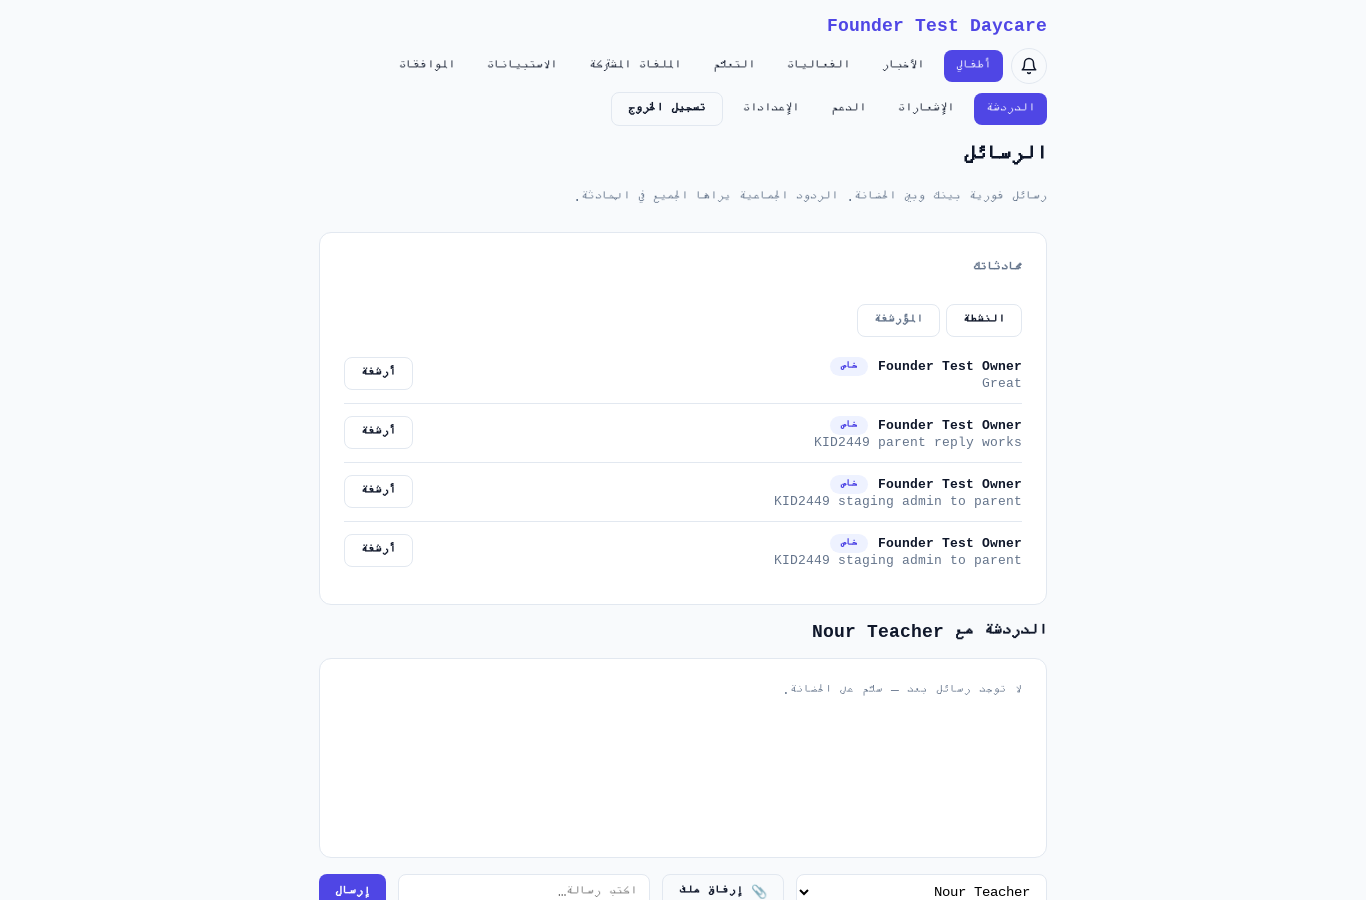 Founder Test Daycare
أطفالي الأخبار الفعاليات التعلّم الملفات المشتركة الاستبيانات الموافقات
الدردشة الإشعارات الدعم الإعدادات تسجيل الخروج
الرسائل
رسائل فورية بينك وبين الحضانة. الردود الجماعية يراها الجميع في المحادثة.
محادثاتك
النشطة المؤرشفة
Founder Test Owner خاص أرشفة
Great
Founder Test Owner خاص أرشفة
KID2449 parent reply works
Founder Test Owner خاص أرشفة
KID2449 staging admin to parent
Founder Test Owner خاص أرشفة
KID2449 staging admin to parent
الدردشة مع Nour Teacher
لا توجد رسائل بعد — سلّم على الحضانة.
Nour Teacher 📎 إرفاق ملف اكتب رسالة… إرسال